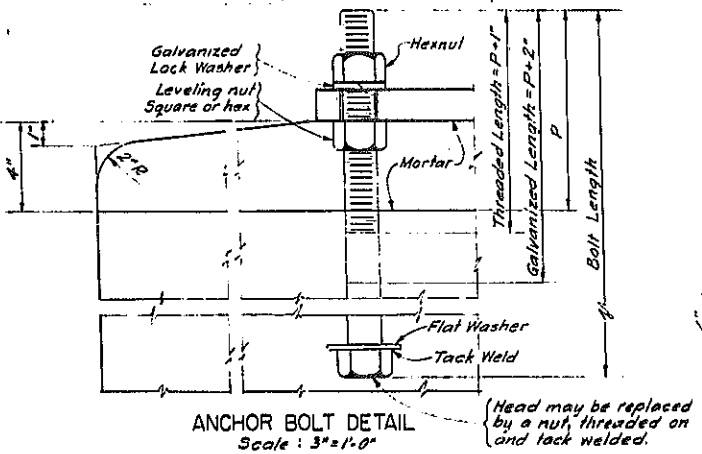 Galvanized
Lock Washer
Hexnut
Leveling nut
Square or hex
1"
4"
2" R
Mortar
Threaded Length = P+1"
Galvanized Length = P+2"
P
Bolt Length
Flat Washer
Tack Weld
ANCHOR BOLT DETAIL
Scale : 3" = 1'-0"
Head may be replaced
by a nut, threaded on
and tack welded.